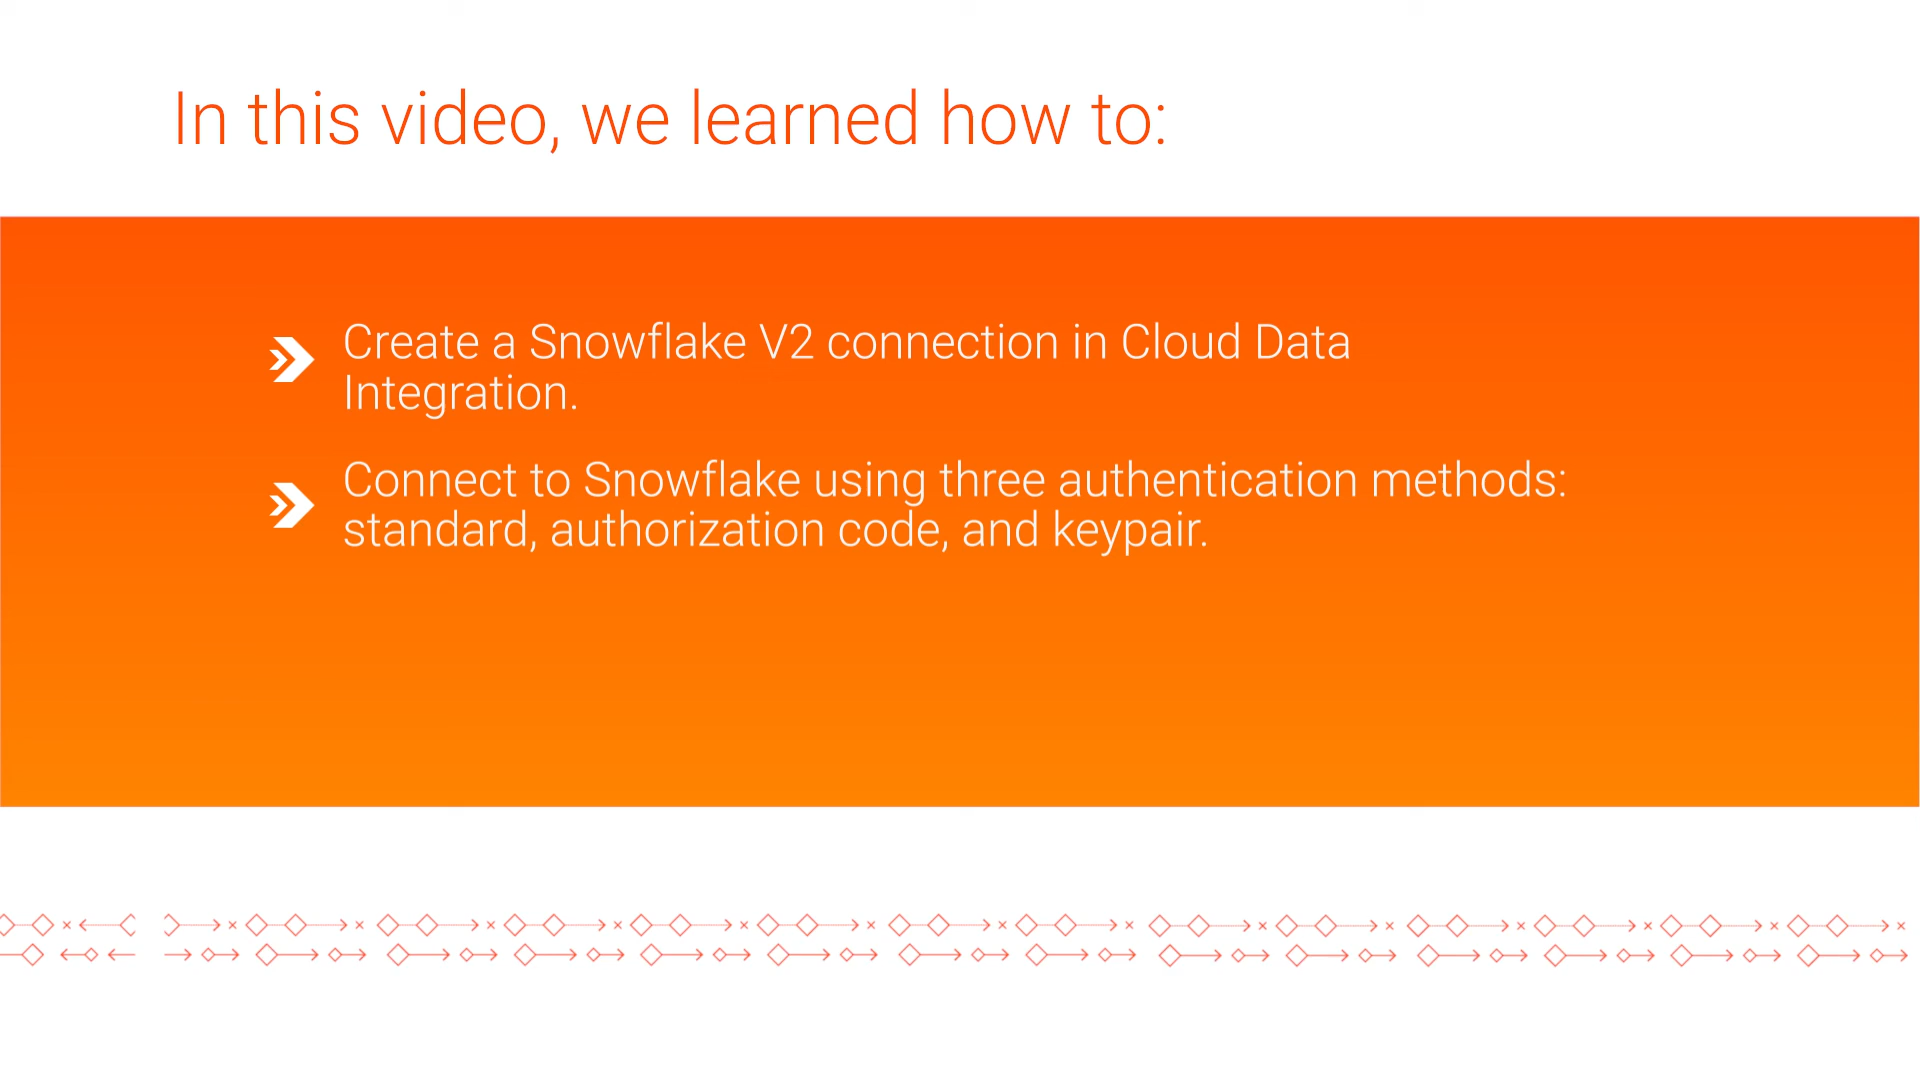 In this video, we learned how to:
Create a Snowflake V2 connection in Cloud Data
Integration.
Connect to Snowflake using three authentication methods:
standard, authorization code, and keypair.